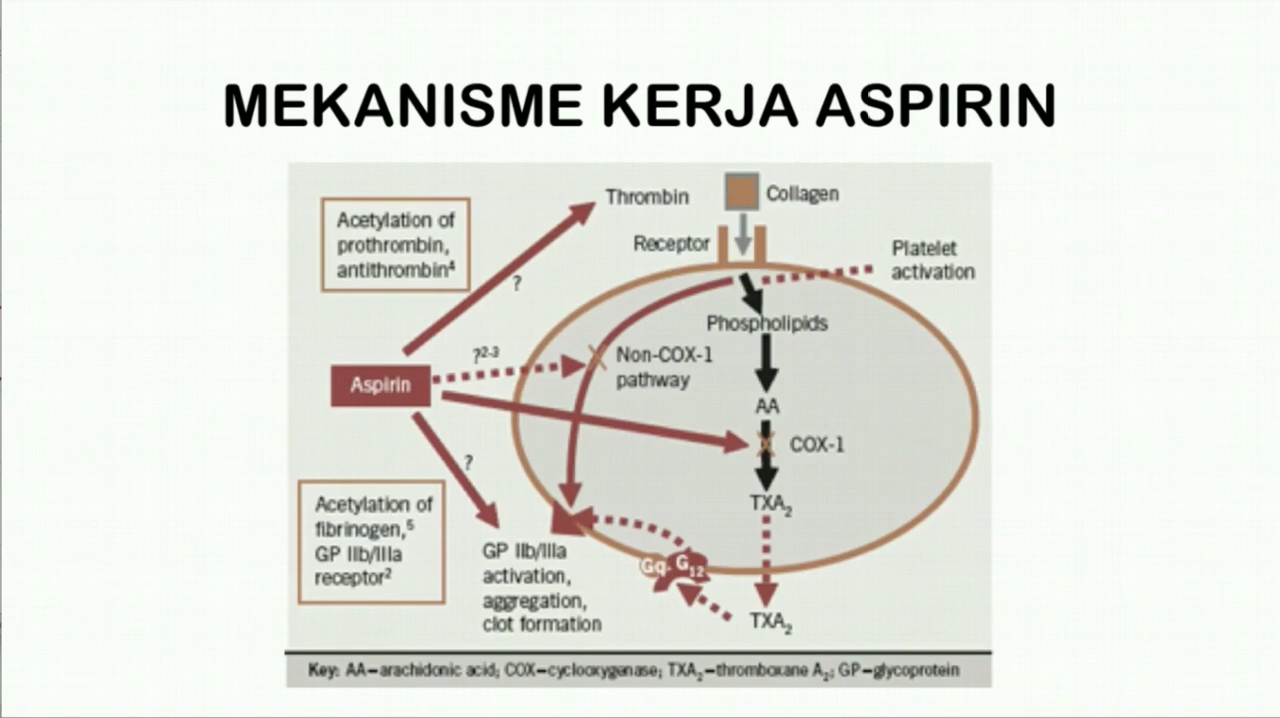 MEKANISME KERJA ASPIRIN
Thrombin
Collagen
Acetylation of
prothrombin,
antithrombin⁴
Receptor
Platelet
activation
?
Phospholipids
?²⁻³
Non-COX-1
pathway
Aspirin
AA
COX-1
?
TXA₂
Acetylation of
fibrinogen,⁵
GP IIb/IIIa
receptor²
GP IIb/IIIa
activation,
aggregation,
clot formation
Gq- G₁₂
TXA₂
Key: AA–arachidonic acid; COX–cyclooxygenase; TXA₂–thromboxane A₂; GP–glycoprotein